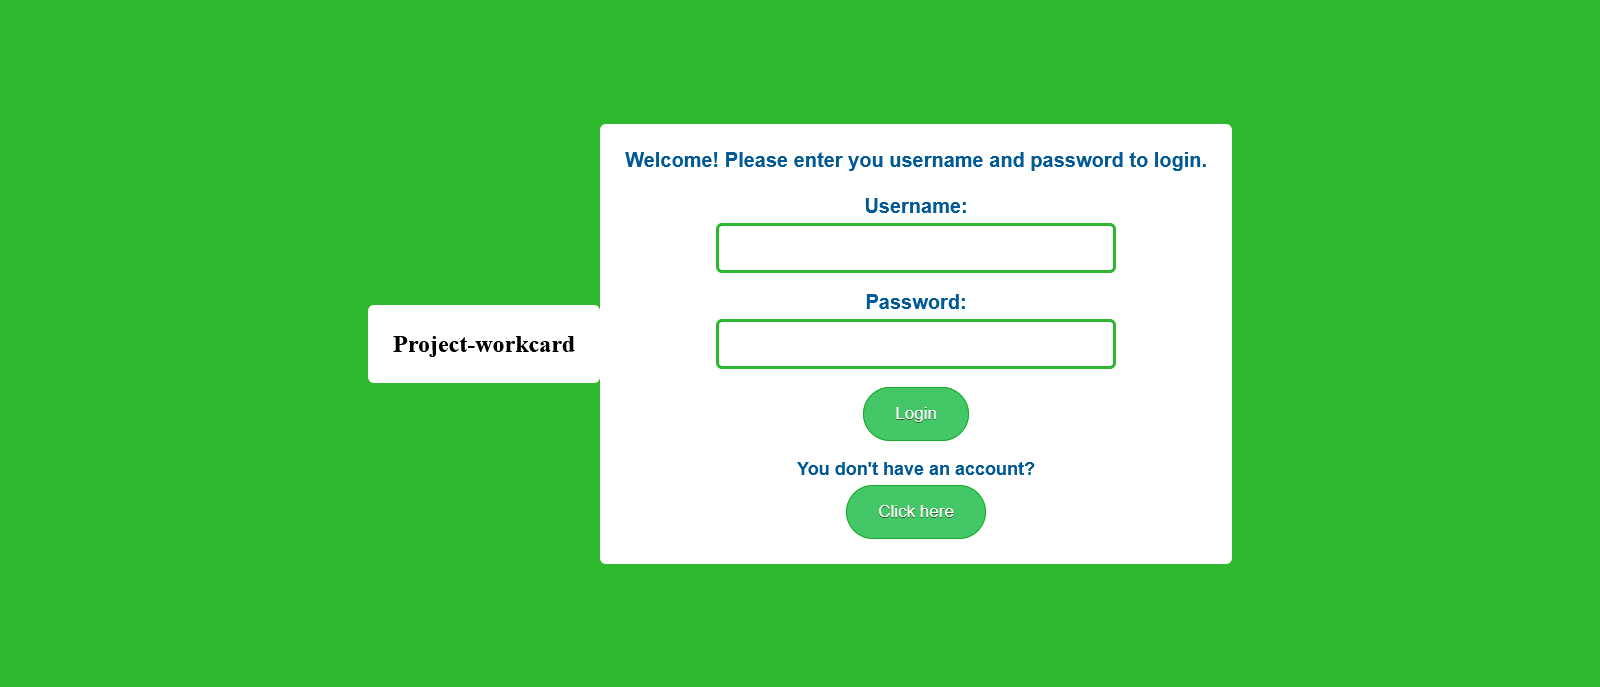 Welcome! Please enter you username and password to login.
Username:
Password:
Project-workcard
Login
You don't have an account?
Click here